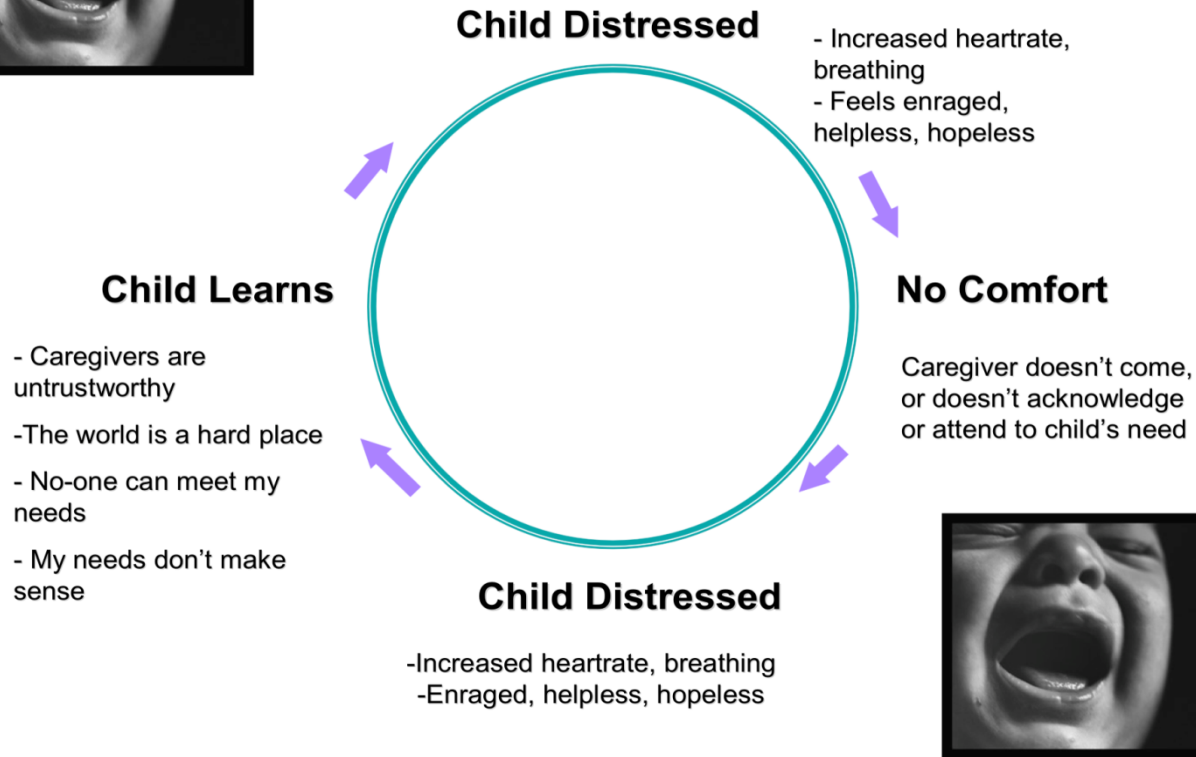 Child Distressed
- Increased heartrate,
breathing
- Feels enraged,
helpless, hopeless
No Comfort
Caregiver doesn’t come,
or doesn’t acknowledge
or attend to child’s need
Child Distressed
-Increased heartrate, breathing
-Enraged, helpless, hopeless
Child Learns
- Caregivers are
untrustworthy
-The world is a hard place
- No-one can meet my
needs
- My needs don’t make
sense